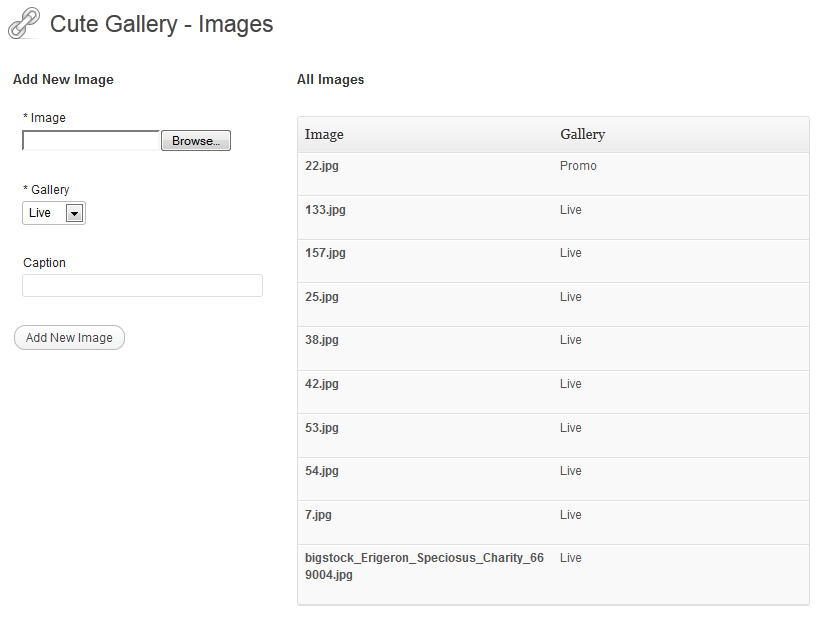 Cute Gallery - Images
Add New Image
* Image
Browse...
* Gallery
Live
Caption
Add New Image
All Images
Image Gallery
22.jpg Promo
133.jpg Live
157.jpg Live
25.jpg Live
38.jpg Live
42.jpg Live
53.jpg Live
54.jpg Live
7.jpg Live
bigstock_Erigeron_Speciosus_Charity_66 Live
9004.jpg